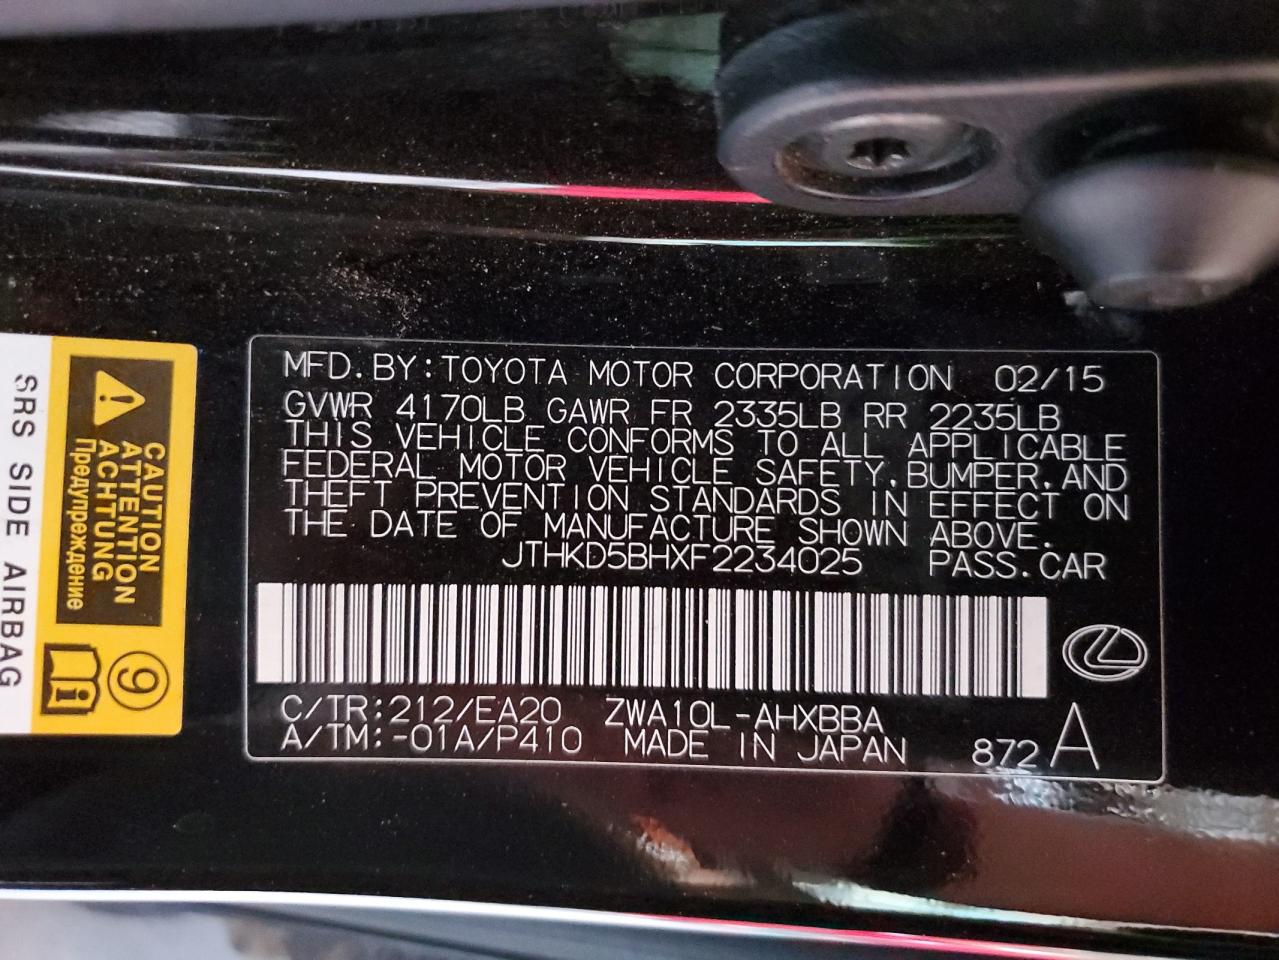 MFD. BY: TOYOTA MOTOR CORPORATION 02/15
GVWR 4170LB GAWR FR 2335LB RR 2235LB
THIS VEHICLE CONFORMS TO ALL APPLICABLE
FEDERAL MOTOR VEHICLE SAFETY, BUMPER, AND
THEFT PREVENTION STANDARDS IN EFFECT ON
THE DATE OF MANUFACTURE SHOWN ABOVE.
JTHKD5BHXF2234025 PASS. CAR
C/TR:212/EA20 ZWA10L-AHXBBA
A/TM:-01A/P410 MADE IN JAPAN 872 A
CAUTION
ATTENTION
ACHTUNG
Предупреждение
9
i
SRS SIDE AIRBAG